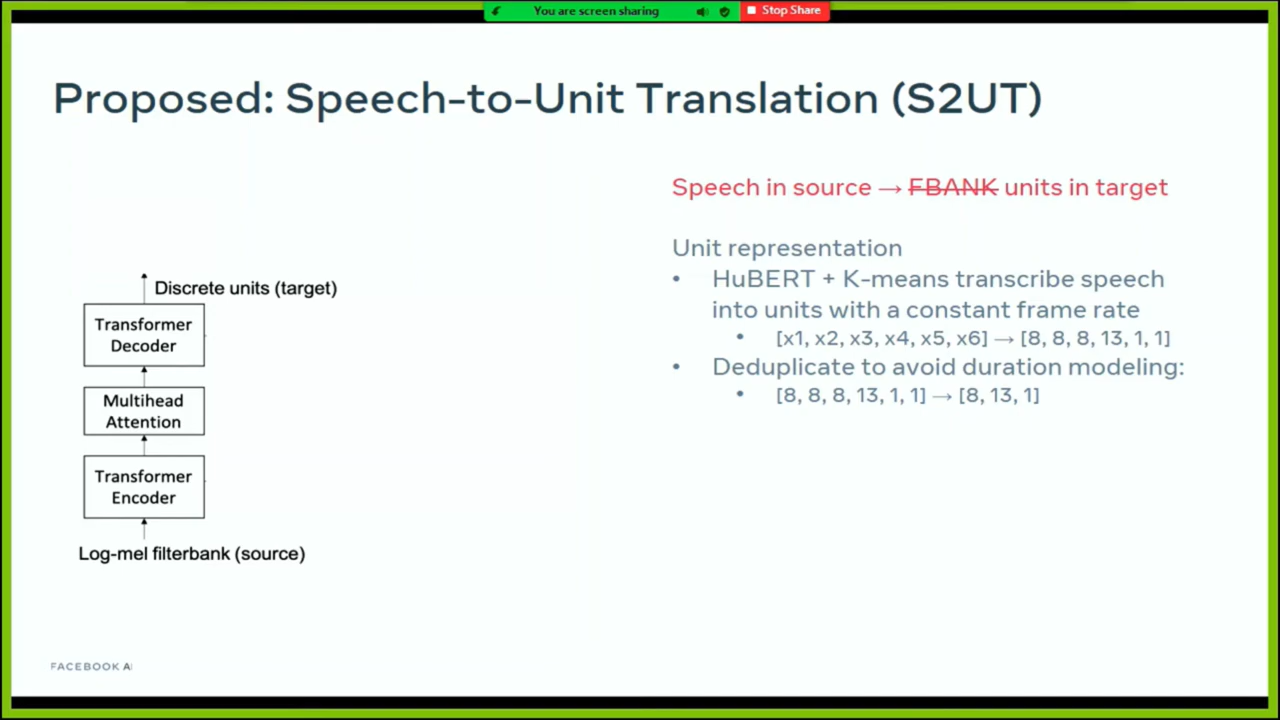 You are screen sharing
Stop Share
Proposed: Speech-to-Unit Translation (S2UT)
Speech in source → FBANK units in target
Unit representation
• HuBERT + K-means transcribe speech
into units with a constant frame rate
• [x1, x2, x3, x4, x5, x6] → [8, 8, 8, 13, 1, 1]
• Deduplicate to avoid duration modeling:
• [8, 8, 8, 13, 1, 1] → [8, 13, 1]
Discrete units (target)
Transformer
Decoder
Multihead
Attention
Transformer
Encoder
Log-mel filterbank (source)
FACEBOOK AI